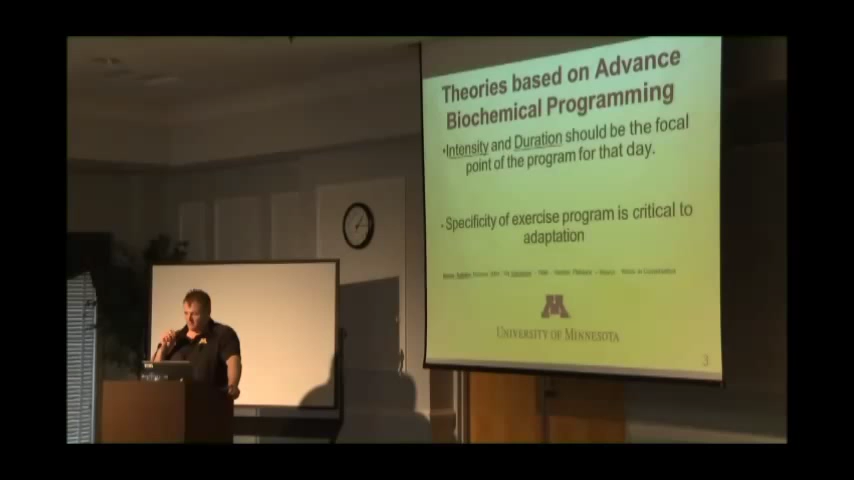 Theories based on Advance
Biochemical Programming
•Intensity and Duration should be the focal
point of the program for that day.
•Specificity of exercise program is critical to
adaptation
M
UNIVERSITY OF MINNESOTA
3